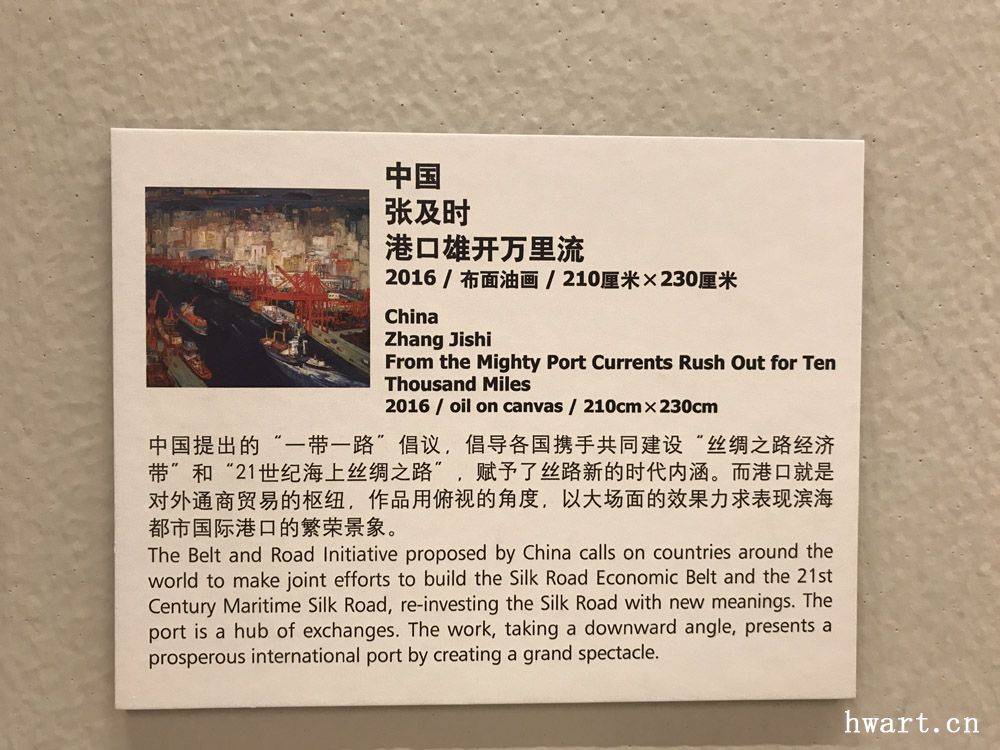 中国
张及时
港口雄开万里流
2016 / 布面油画 / 210厘米×230厘米
China
Zhang Jishi
From the Mighty Port Currents Rush Out for Ten
Thousand Miles
2016 / oil on canvas / 210cm×230cm
中国提出的“一带一路”倡议，倡导各国携手共同建设“丝绸之路经济
带”和“21世纪海上丝绸之路”，赋予了丝路新的时代内涵。而港口就是
对外通商贸易的枢纽，作品用俯视的角度，以大场面的效果力求表现滨海
都市国际港口的繁荣景象。
The Belt and Road Initiative proposed by China calls on countries around the
world to make joint efforts to build the Silk Road Economic Belt and the 21st
Century Maritime Silk Road, re-investing the Silk Road with new meanings. The
port is a hub of exchanges. The work, taking a downward angle, presents a
prosperous international port by creating a grand spectacle.
hwart.cn